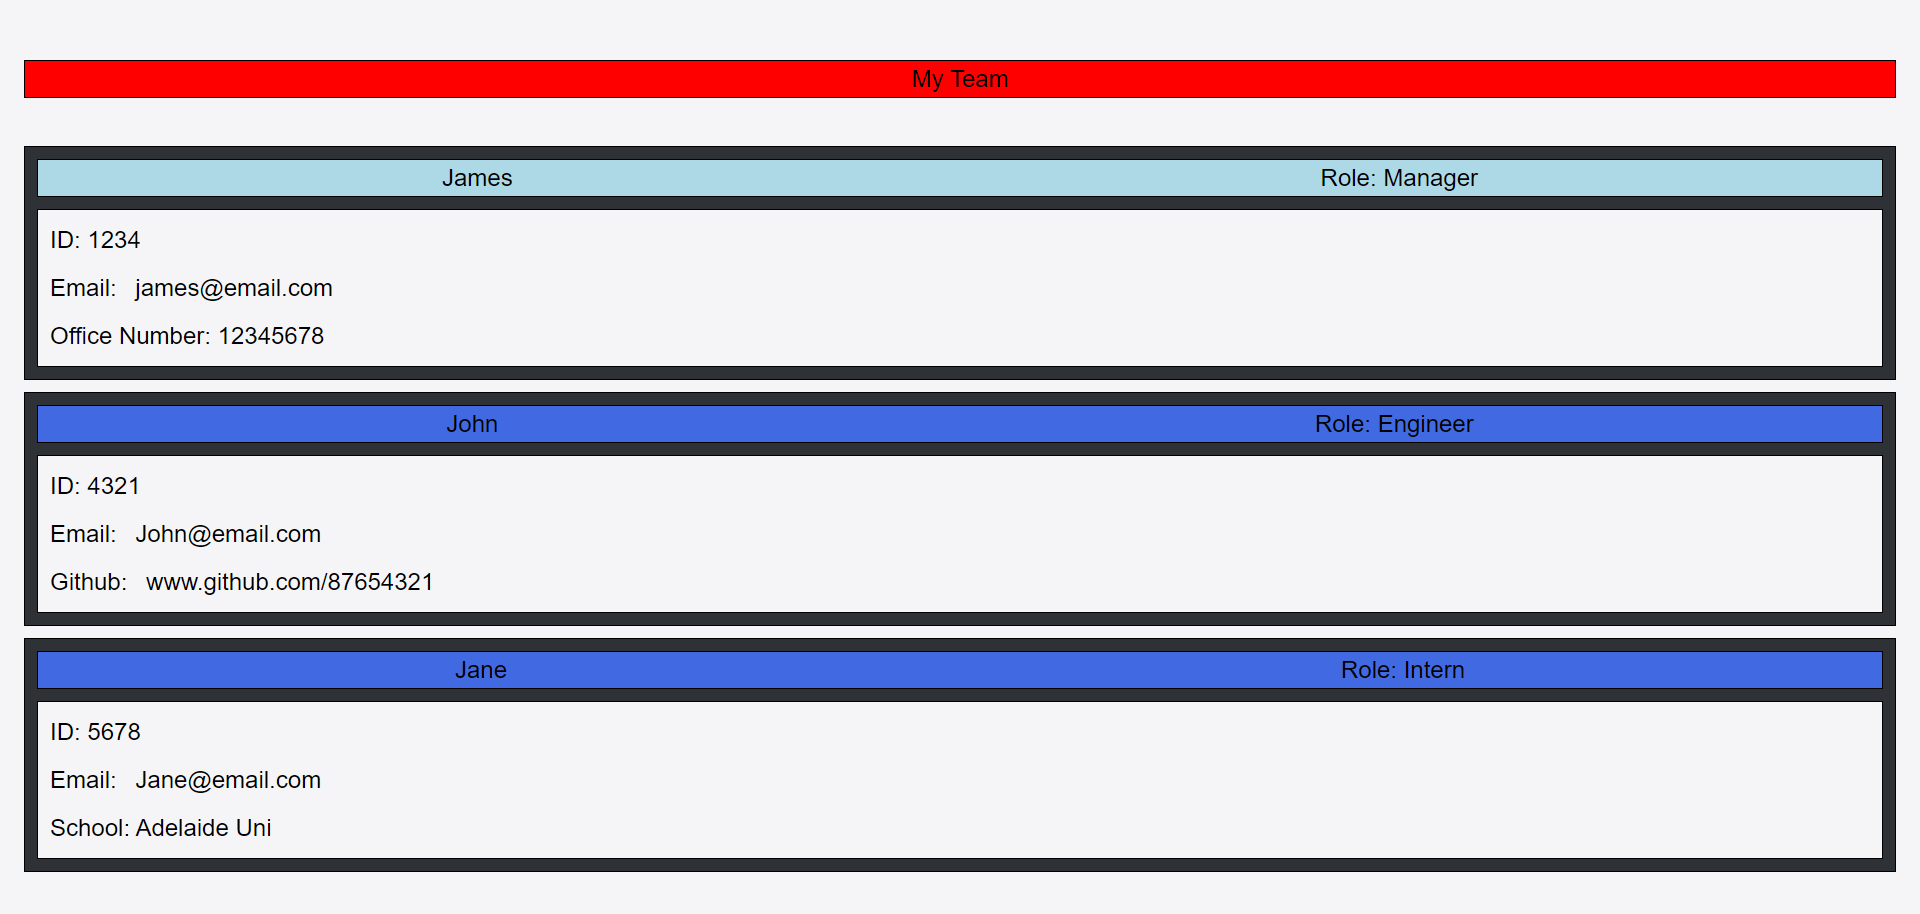 My Team
James Role: Manager
ID: 1234
Email: james@email.com
Office Number: 12345678
John Role: Engineer
ID: 4321
Email: John@email.com
Github: www.github.com/87654321
Jane Role: Intern
ID: 5678
Email: Jane@email.com
School: Adelaide Uni